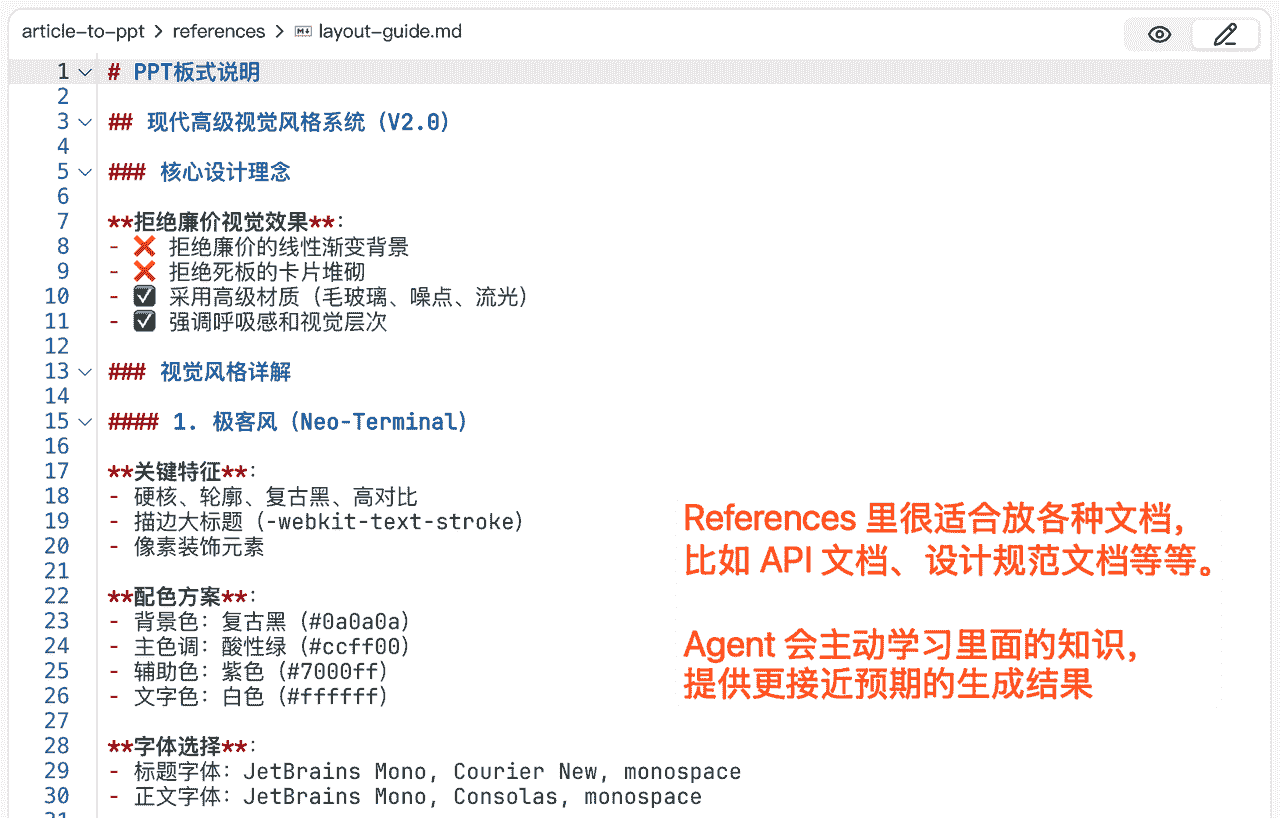 article-to-ppt > references > layout-guide.md
1 # PPT板式说明
2
3 ## 现代高级视觉风格系统（V2.0）
4
5 ### 核心设计理念
6
7 **拒绝廉价视觉效果**：
8 - ❌ 拒绝廉价的线性渐变背景
9 - ❌ 拒绝死板的卡片堆砌
10 - ☑ 采用高级材质（毛玻璃、噪点、流光）
11 - ☑ 强调呼吸感和视觉层次
12
13 ### 视觉风格详解
14
15 #### 1. 极客风（Neo-Terminal）
16
17 **关键特征**：
18 - 硬核、轮廓、复古黑、高对比
19 - 描边大标题（-webkit-text-stroke）
20 - 像素装饰元素
21
22 **配色方案**：
23 - 背景色：复古黑（#0a0a0a）
24 - 主色调：酸性绿（#ccff00）
25 - 辅助色：紫色（#7000ff）
26 - 文字色：白色（#ffffff）
27
28 **字体选择**：
29 - 标题字体：JetBrains Mono, Courier New, monospace
30 - 正文字体：JetBrains Mono, Consolas, monospace
31
References 里很适合放各种文档，
比如 API 文档、设计规范文档等等。
Agent 会主动学习里面的知识，
提供更接近预期的生成结果